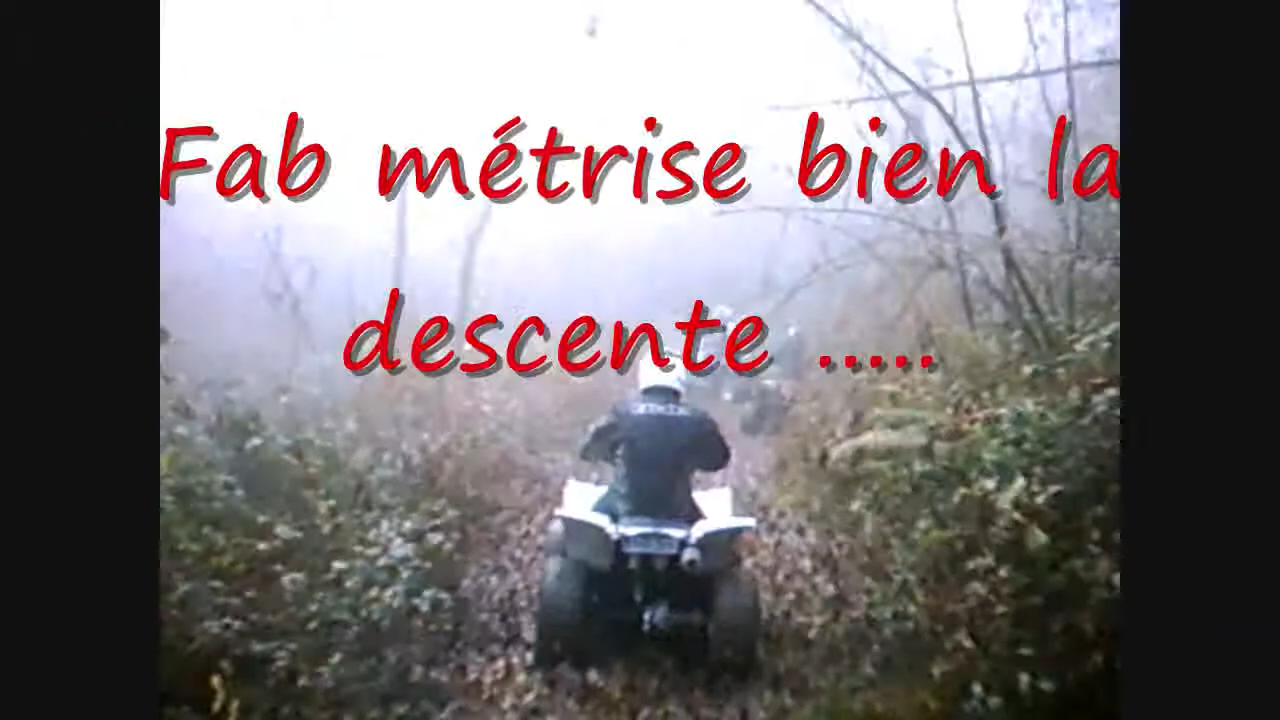 Fab métrise bien la
descente .....